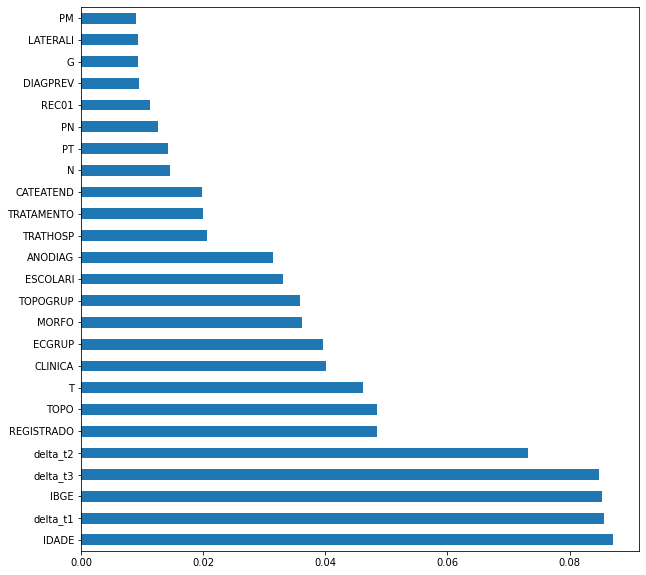 PM
LATERALI
G
DIAGPREV
REC01
PN
PT
N
CATEATEND
TRATAMENTO
TRATHOSP
ANODIAG
ESCOLARI
TOPOGRUP
MORFO
ECGRUP
CLINICA
T
TOPO
REGISTRADO
delta_t2
delta_t3
IBGE
delta_t1
IDADE
0.00 0.02 0.04 0.06 0.08